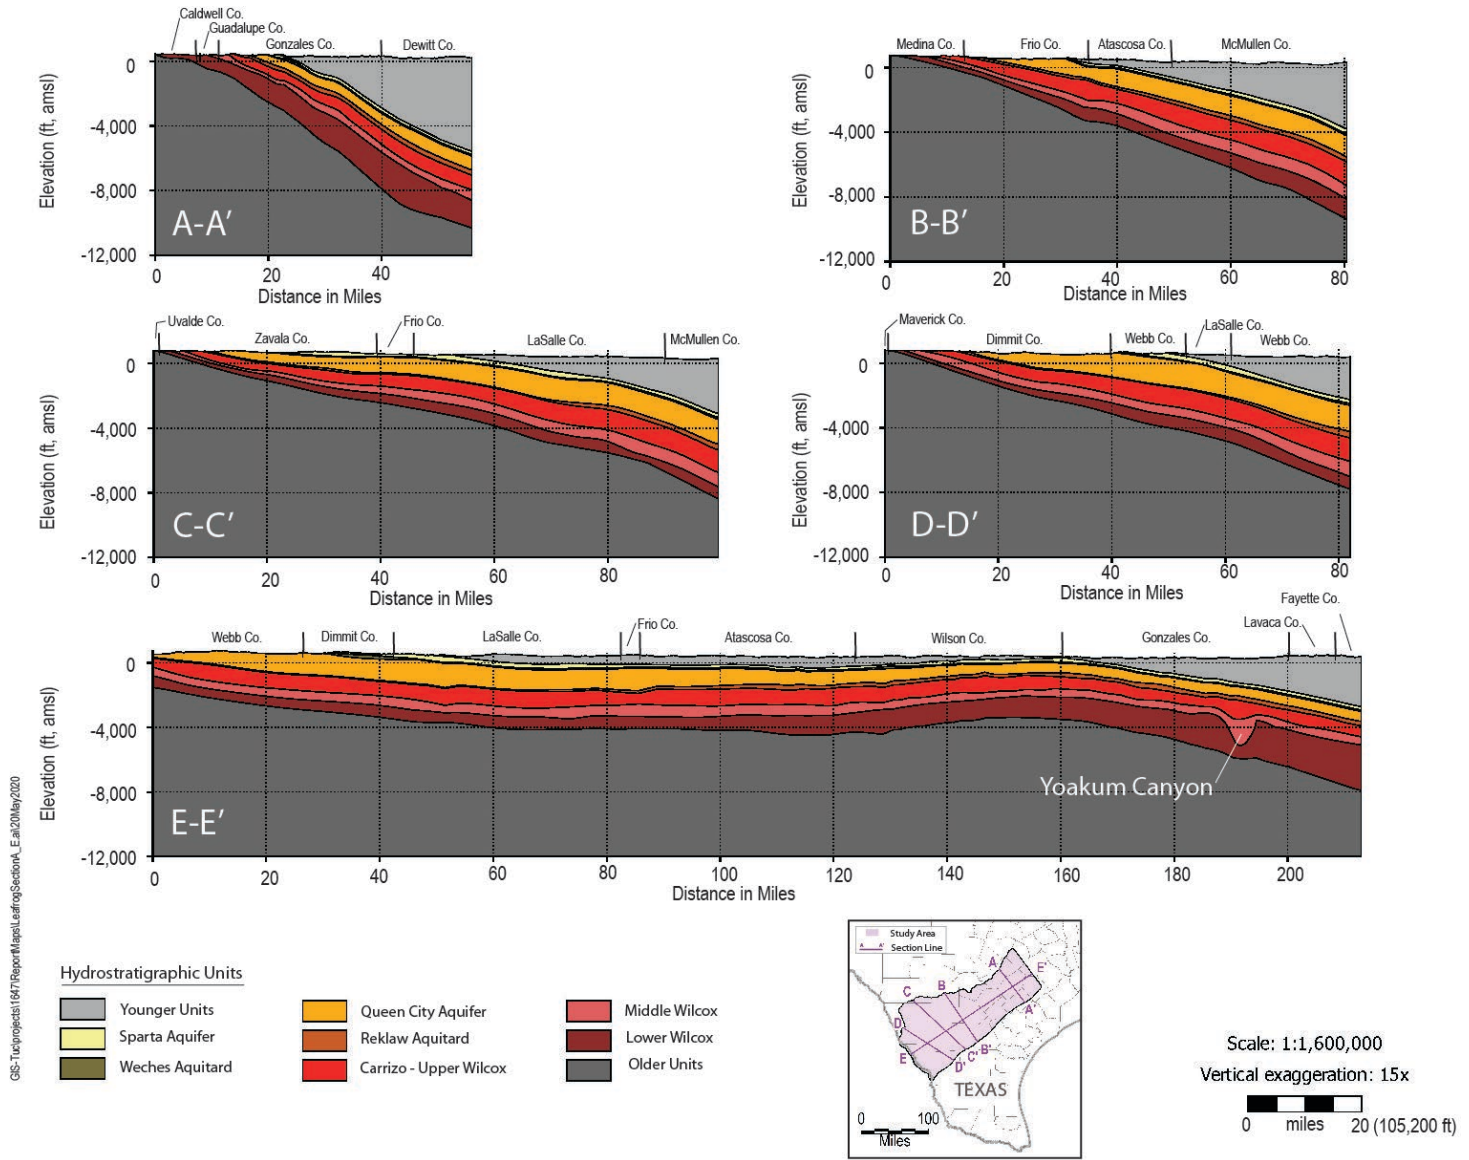 Caldwell Co.
Guadalupe Co.
Gonzales Co.
Dewitt Co.
Elevation (ft, amsl)
0
-4,000
-8,000
-12,000
A-A′
0 20 40
Distance in Miles
Medina Co. Frio Co. Atascosa Co. McMullen Co.
Elevation (ft, amsl)
0
-4,000
-8,000
-12,000
B-B′
0 20 40 60 80
Distance in Miles
Uvalde Co.
Zavala Co.
Frio Co.
LaSalle Co.
McMullen Co.
Elevation (ft, amsl)
0
-4,000
-8,000
-12,000
C-C′
0 20 40 60 80
Distance in Miles
Maverick Co.
Dimmit Co.
Webb Co.
LaSalle Co.
Webb Co.
Elevation (ft, amsl)
0
-4,000
-8,000
-12,000
D-D′
0 20 40 60 80
Distance in Miles
Webb Co. Dimmit Co. LaSalle Co. Frio Co. Atascosa Co. Wilson Co. Gonzales Co. Lavaca Co.
Fayette Co.
Elevation (ft, amsl)
0
-4,000
-8,000
-12,000
E-E′
Yoakum Canyon
0 20 40 60 80 100 120 140 160 180 200
Distance in Miles
Hydrostratigraphic Units
Younger Units
Sparta Aquifer
Weches Aquitard
Queen City Aquifer
Reklaw Aquitard
Carrizo - Upper Wilcox
Middle Wilcox
Lower Wilcox
Older Units
Study Area
A A' Section Line
A
E'
B
C
A'
D
E
B'
C'
D'
TEXAS
0 100
Miles
Scale: 1:1,600,000
Vertical exaggeration: 15x
0 miles 20 (105,200 ft)